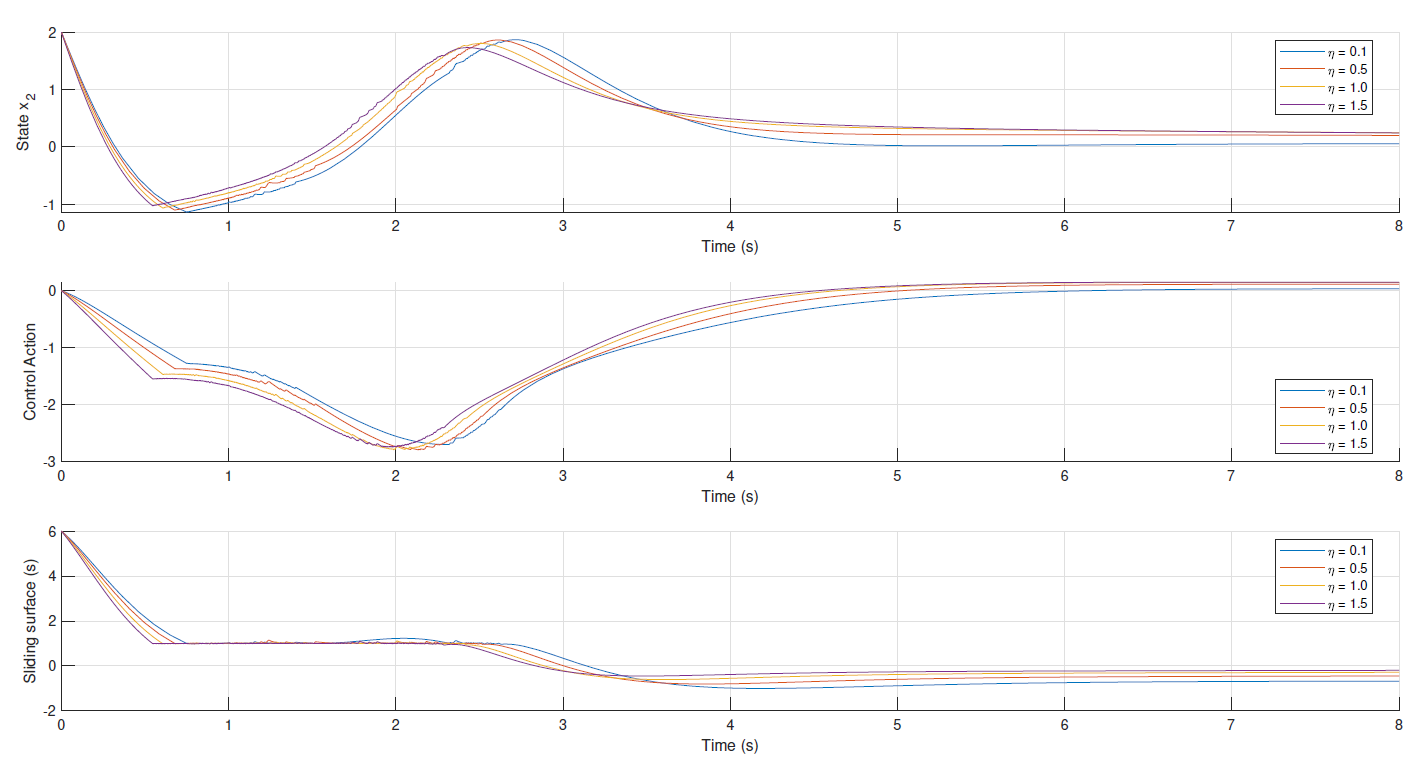 2
1
0
-1
State x2
η = 0.1
η = 0.5
η = 1.0
η = 1.5
0 1 2 3 4 5 6 7 8
Time (s)
0
-1
-2
-3
Control Action
η = 0.1
η = 0.5
η = 1.0
η = 1.5
0 1 2 3 4 5 6 7 8
Time (s)
6
4
2
0
-2
Sliding surface (s)
η = 0.1
η = 0.5
η = 1.0
η = 1.5
0 1 2 3 4 5 6 7 8
Time (s)